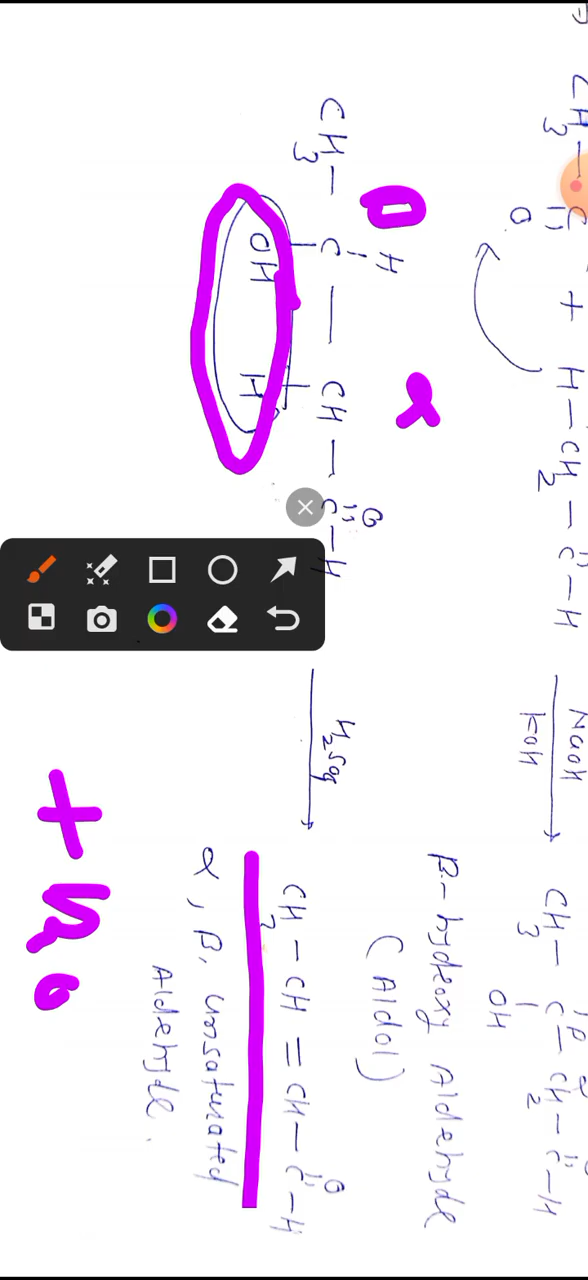 CH3 – C + H – CH2 – C – H NaOH CH3 – C – CH2 – C – H
O KOH OH
β – hydroxy Aldehyde
(Aldol)
H α
CH3 – C – CH – C – H H2SO4 CH3 – CH = CH – C – H
O O
OH H
α, β, unsaturated
Aldehyde.
+ H2O